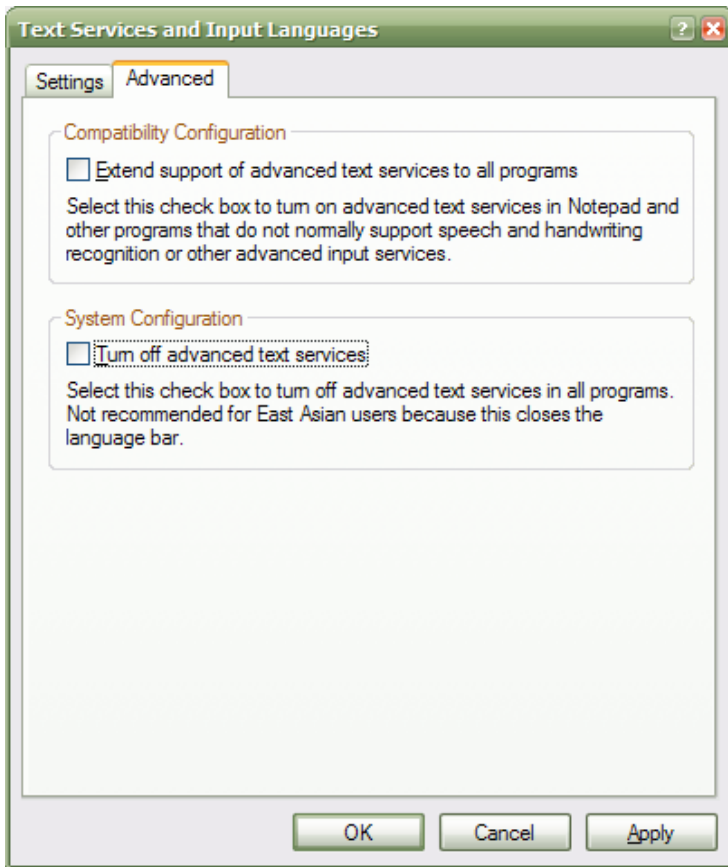 Text Services and Input Languages
Settings
Advanced
Compatibility Configuration
Extend support of advanced text services to all programs
Select this check box to turn on advanced text services in Notepad and
other programs that do not normally support speech and handwriting
recognition or other advanced input services.
System Configuration
Turn off advanced text services
Select this check box to turn off advanced text services in all programs.
Not recommended for East Asian users because this closes the
language bar.
OK
Cancel
Apply